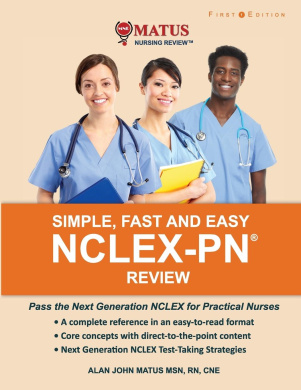 FIRST EDITION
MNR MATUS
NURSING REVIEW™
SIMPLE, FAST AND EASY
NCLEX-PN®
REVIEW
Pass the Next Generation NCLEX for Practical Nurses
• A complete reference in an easy-to-read format
• Core concepts with direct-to-the-point content
• Next Generation NCLEX Test-Taking Strategies
ALAN JOHN MATUS MSN, RN, CNE